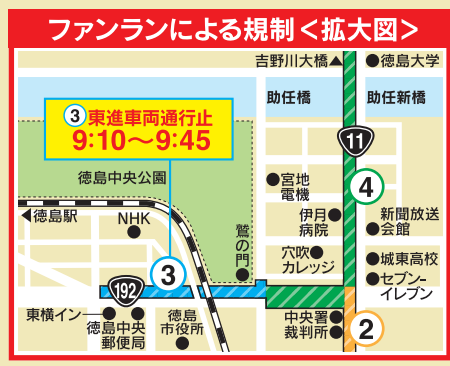 ファンランによる規制<拡大図>
吉野川大橋▲
●徳島大学
助任橋
助任新橋
③東進車両通行止
9:10〜9:45
11
徳島中央公園
●宮地
電機
4
◀徳島駅
NHK
鷲の門
伊月
病院
新聞放送
会館
穴吹
カレッジ
城東高校
セブン-
イレブン
3
192
東横イン
徳島中央
郵便局
徳島
市役所
中央署
裁判所
2